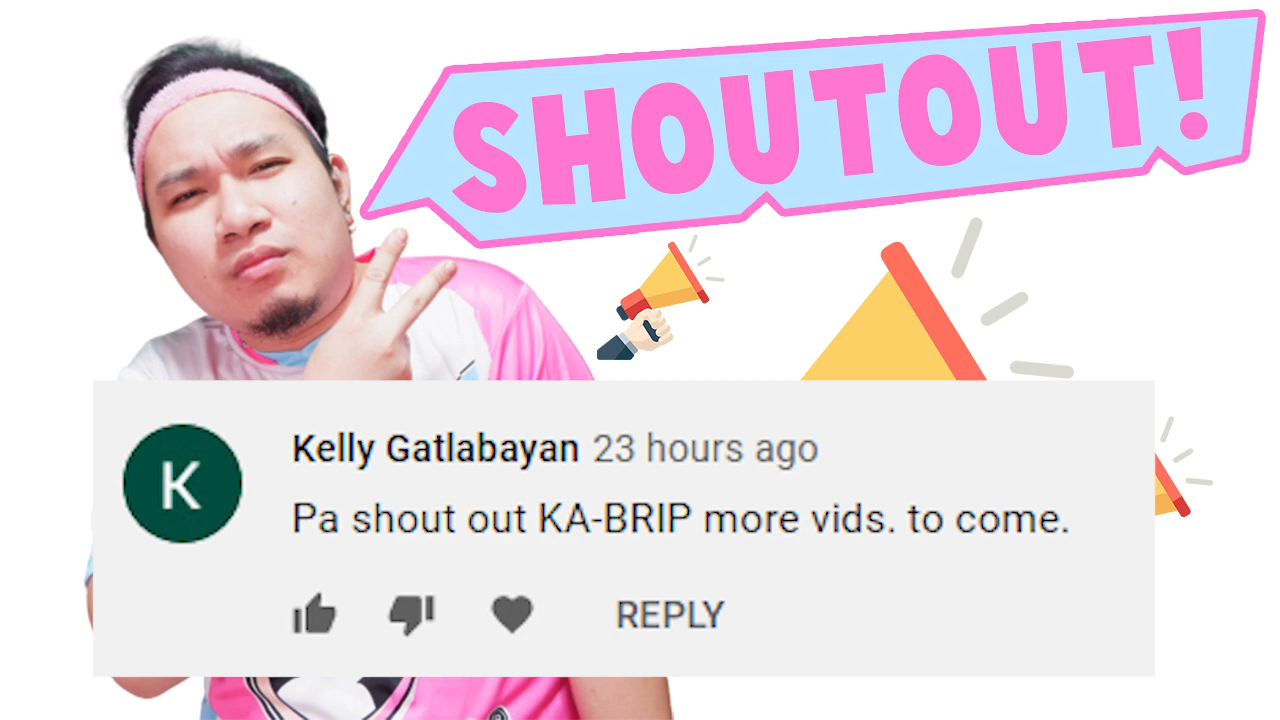 SHOUTOUT!
K
Kelly Gatlabayan 23 hours ago
Pa shout out KA-BRIP more vids. to come.
REPLY